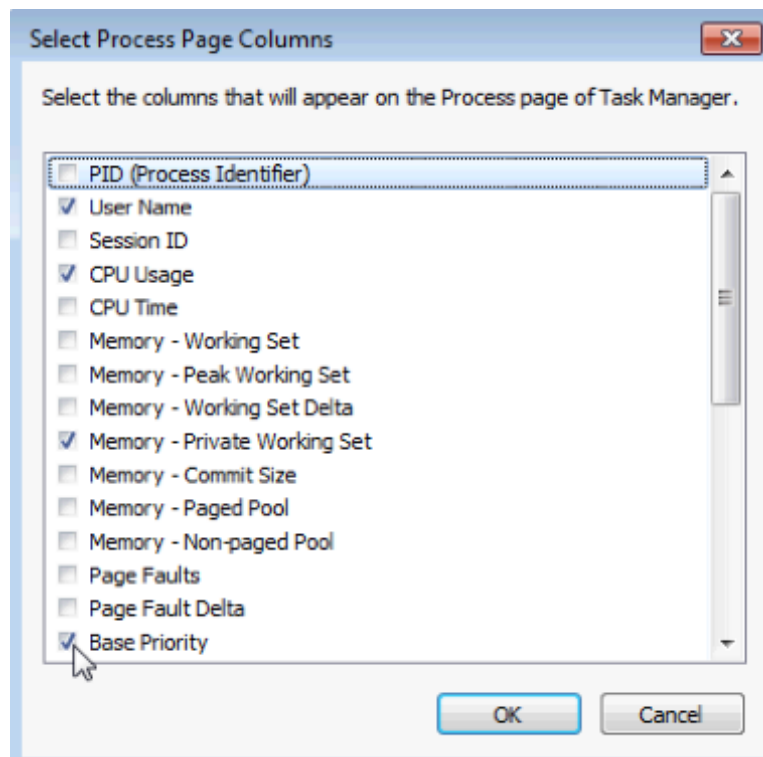 Select Process Page Columns
Select the columns that will appear on the Process page of Task Manager.
PID (Process Identifier)
User Name
Session ID
CPU Usage
CPU Time
Memory - Working Set
Memory - Peak Working Set
Memory - Working Set Delta
Memory - Private Working Set
Memory - Commit Size
Memory - Paged Pool
Memory - Non-paged Pool
Page Faults
Page Fault Delta
Base Priority
OK Cancel